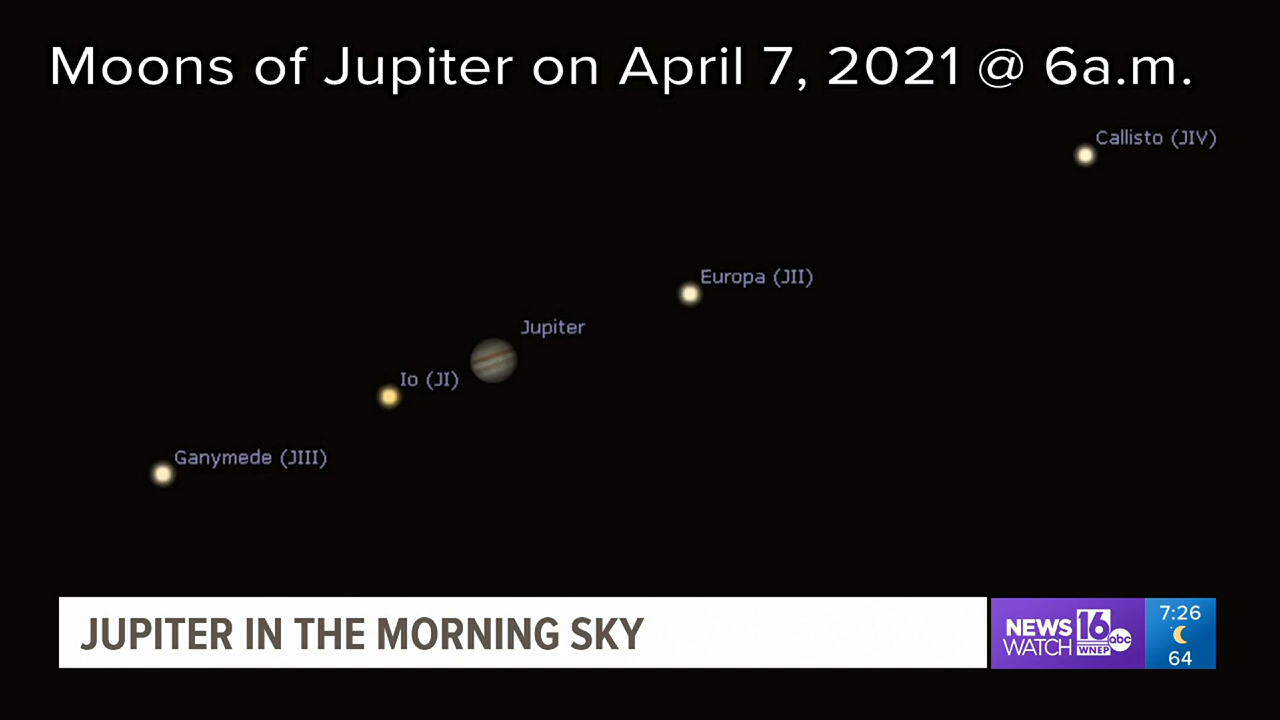 Moons of Jupiter on April 7, 2021 @ 6a.m.
Callisto (JIV)
Europa (JII)
Jupiter
Io (JI)
Ganymede (JIII)
JUPITER IN THE MORNING SKY
NEWS 16
WATCH WNEP abc
7:26
64